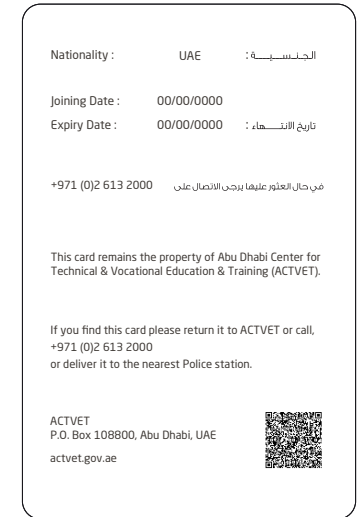 Nationality : UAE الجـنـســـيـــــة :
Joining Date : 00/00/0000
Expiry Date : 00/00/0000 تاريخ الانتـــــهاء :
+971 (0)2 613 2000 في حال العثور عليها يرجى الاتصال على
This card remains the property of Abu Dhabi Center for
Technical & Vocational Education & Training (ACTVET).
If you find this card please return it to ACTVET or call,
+971 (0)2 613 2000
or deliver it to the nearest Police station.
ACTVET
P.O. Box 108800, Abu Dhabi, UAE
actvet.gov.ae